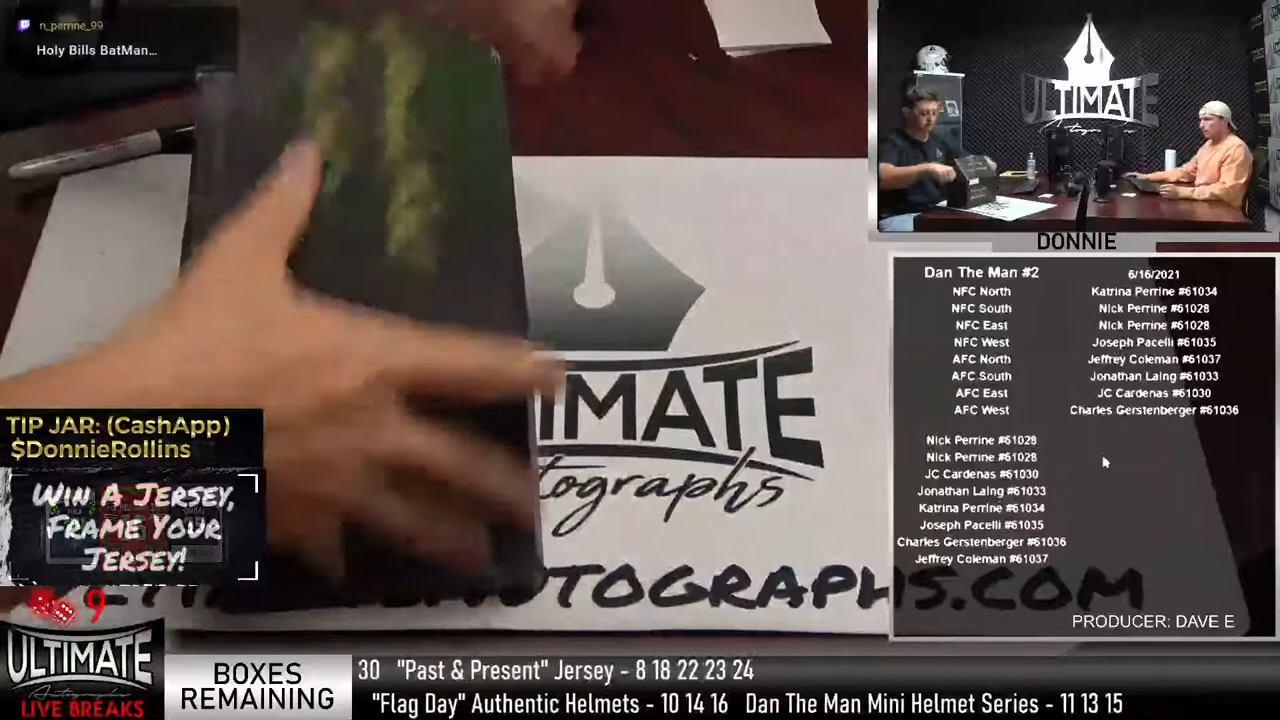 n_perrine_99
Holy Bills BatMan...
ULTIMATE
Autographs
DONNIE
Dan The Man #2 6/16/2021
NFC North Katrina Perrine #61034
NFC South Nick Perrine #61028
NFC East Nick Perrine #61028
NFC West Joseph Pacelli #61035
AFC North Jeffrey Coleman #61037
AFC South Jonathan Laing #61033
AFC East JC Cardenas #61030
AFC West Charles Gerstenberger #61036
Nick Perrine #61028
Nick Perrine #61028
JC Cardenas #61030
Jonathan Laing #61033
Katrina Perrine #61034
Joseph Pacelli #61035
Charles Gerstenberger #61036
Jeffrey Coleman #61037
PRODUCER: DAVE E
TIMATE
tographs
AUTOGRAPHS.COM
TIP JAR: (CashApp)
$DonnieRollins
WIN A JERSEY,
FRAME YOUR
JERSEY!
9
ULTIMATE
Autographs
LIVE BREAKS
BOXES
REMAINING
30 "Past & Present" Jersey - 8 18 22 23 24
"Flag Day" Authentic Helmets - 10 14 16 Dan The Man Mini Helmet Series - 11 13 15